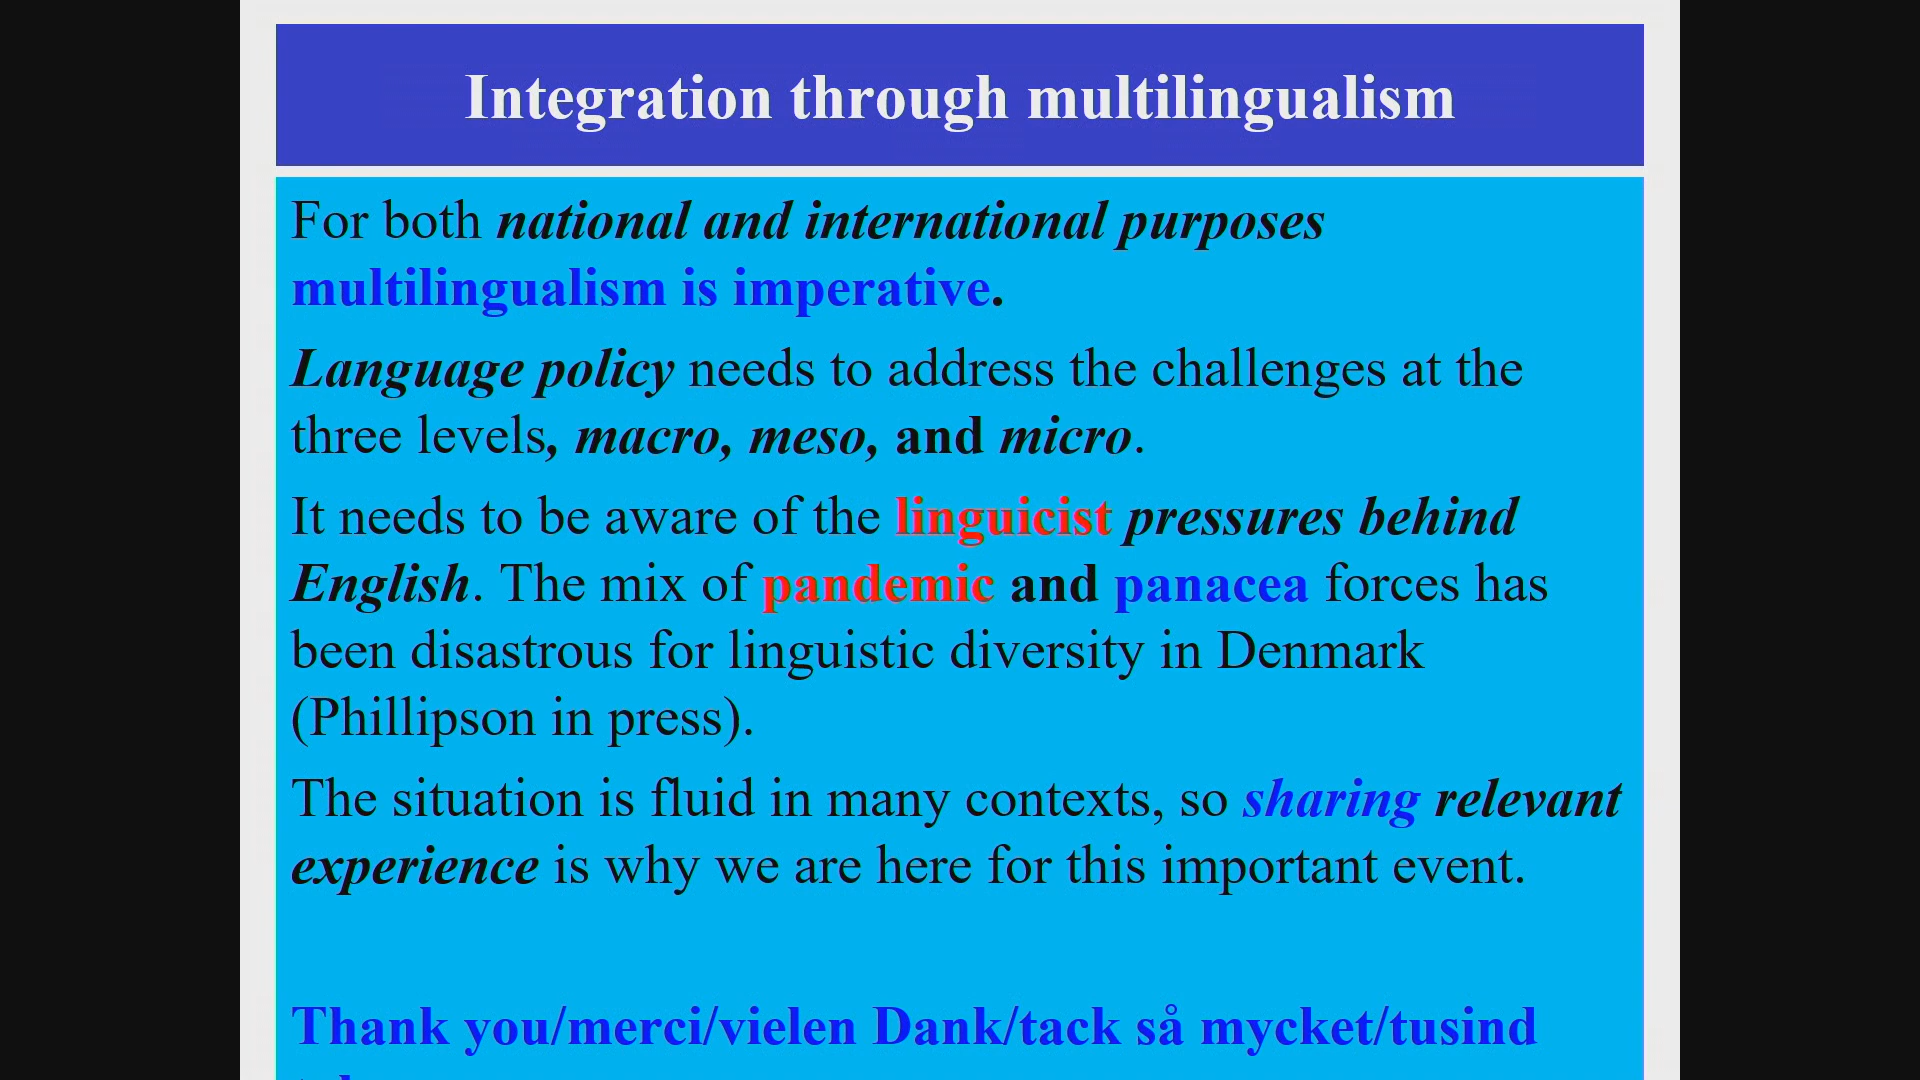 Integration through multilingualism
For both national and international purposes
multilingualism is imperative.
Language policy needs to address the challenges at the
three levels, macro, meso, and micro.
It needs to be aware of the linguicist pressures behind
English. The mix of pandemic and panacea forces has
been disastrous for linguistic diversity in Denmark
(Phillipson in press).
The situation is fluid in many contexts, so sharing relevant
experience is why we are here for this important event.
Thank you/merci/vielen Dank/tack så mycket/tusind